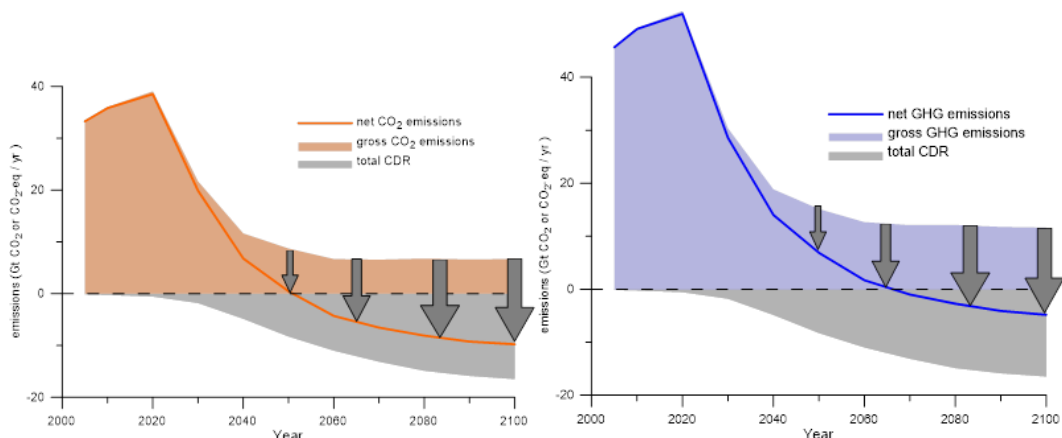 40
20
0
-20
2000
2020
2040
2060
2080
2100
Year
emissions (Gt CO₂ or CO₂-eq / yr)
net CO₂ emissions
gross CO₂ emissions
total CDR
40
20
0
-20
2000
2020
2040
2060
2080
2100
Year
emissions (Gt CO₂ or CO₂-eq / yr)
net GHG emissions
gross GHG emissions
total CDR